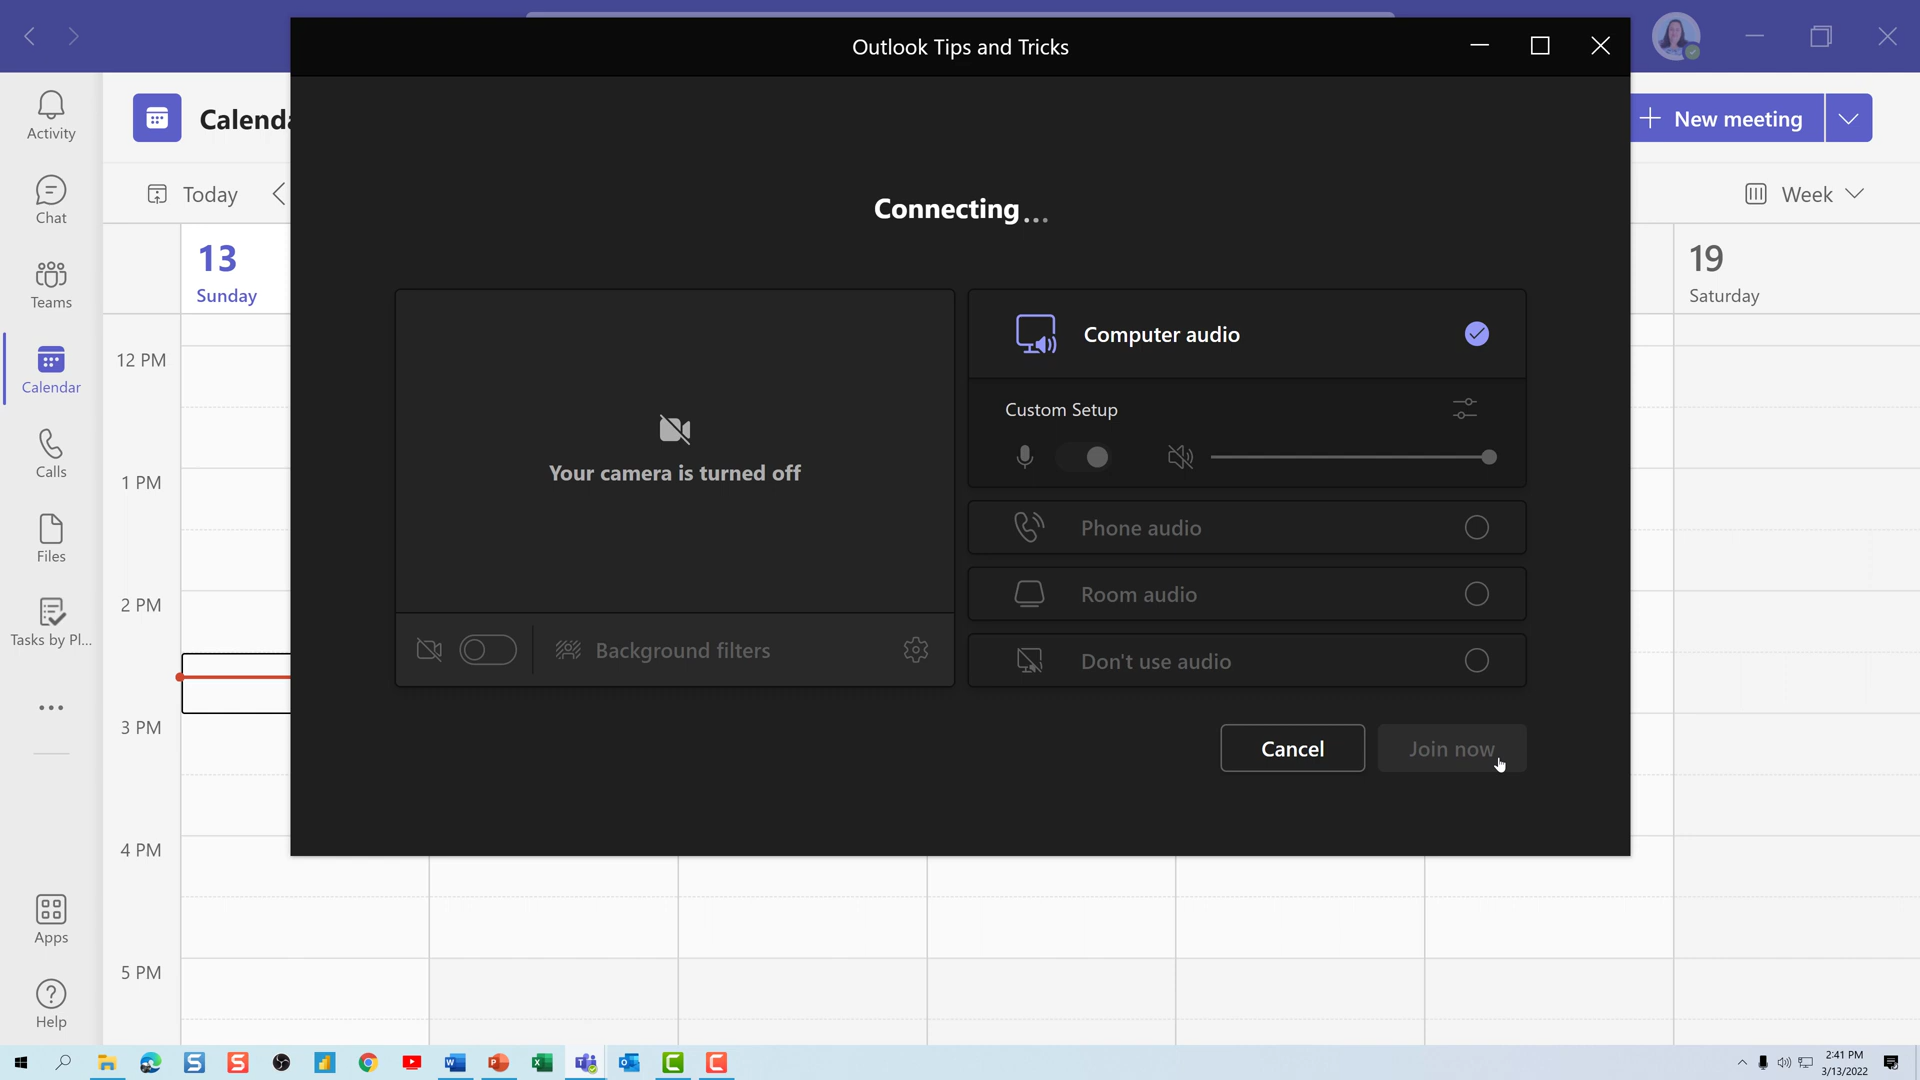 Outlook Tips and Tricks
Activity
Calenda
New meeting
Chat
Today
Week
Connecting...
13
Sunday
19
Saturday
Teams
Computer audio
12 PM
Calendar
Custom Setup
Your camera is turned off
Calls
1 PM
Phone audio
Files
Room audio
2 PM
Tasks by Pl...
Background filters
Don't use audio
3 PM
Cancel
Join now
4 PM
Apps
5 PM
Help
2:41 PM
3/13/2022